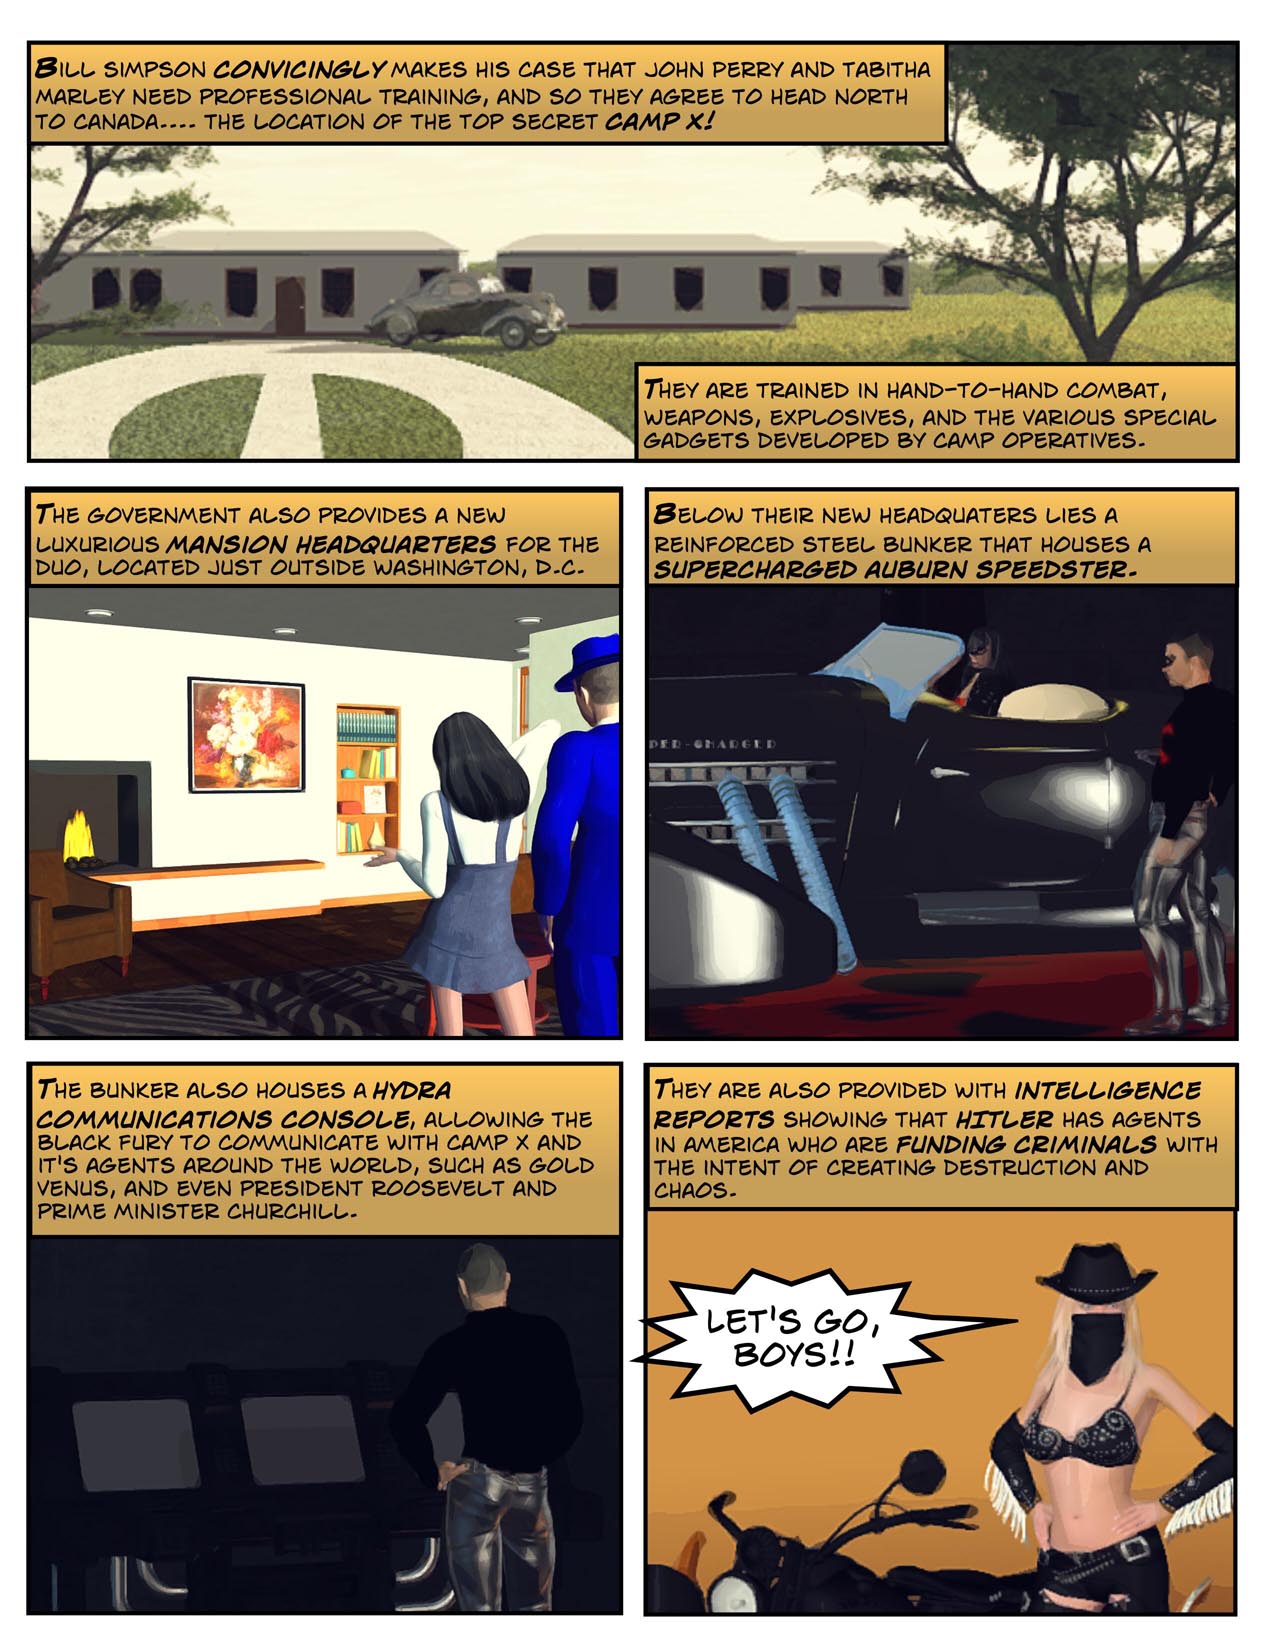 BILL SIMPSON CONVICINGLY MAKES HIS CASE THAT JOHN PERRY AND TABITHA
MARLEY NEED PROFESSIONAL TRAINING, AND SO THEY AGREE TO HEAD NORTH
TO CANADA.... THE LOCATION OF THE TOP SECRET CAMP X!
THEY ARE TRAINED IN HAND-TO-HAND COMBAT,
WEAPONS, EXPLOSIVES, AND THE VARIOUS SPECIAL
GADGETS DEVELOPED BY CAMP OPERATIVES.
THE GOVERNMENT ALSO PROVIDES A NEW
LUXURIOUS MANSION HEADQUARTERS FOR THE
DUO, LOCATED JUST OUTSIDE WASHINGTON, D.C.
BELOW THEIR NEW HEADQUATERS LIES A
REINFORCED STEEL BUNKER THAT HOUSES A
SUPERCHARGED AUBURN SPEEDSTER.
PER-CHARGED
THE BUNKER ALSO HOUSES A HYDRA
COMMUNICATIONS CONSOLE, ALLOWING THE
BLACK FURY TO COMMUNICATE WITH CAMP X AND
IT'S AGENTS AROUND THE WORLD, SUCH AS GOLD
VENUS, AND EVEN PRESIDENT ROOSEVELT AND
PRIME MINISTER CHURCHILL.
THEY ARE ALSO PROVIDED WITH INTELLIGENCE
REPORTS SHOWING THAT HITLER HAS AGENTS
IN AMERICA WHO ARE FUNDING CRIMINALS WITH
THE INTENT OF CREATING DESTRUCTION AND
CHAOS.
LET'S GO,
BOYS!!